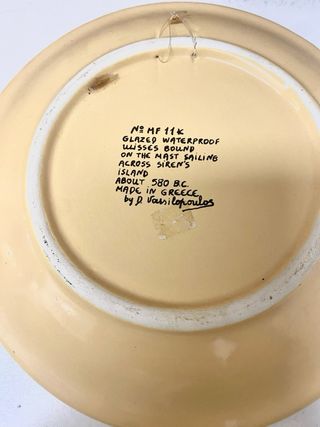 Nº MF 11K
GLAZED WATERPROOF
ULISSES BOUND
ON THE MAST SAILING
ACROSS SIREN'S
ISLAND
ABOUT 580 B.C.
MADE IN GREECE
by D. Vassilopoulos